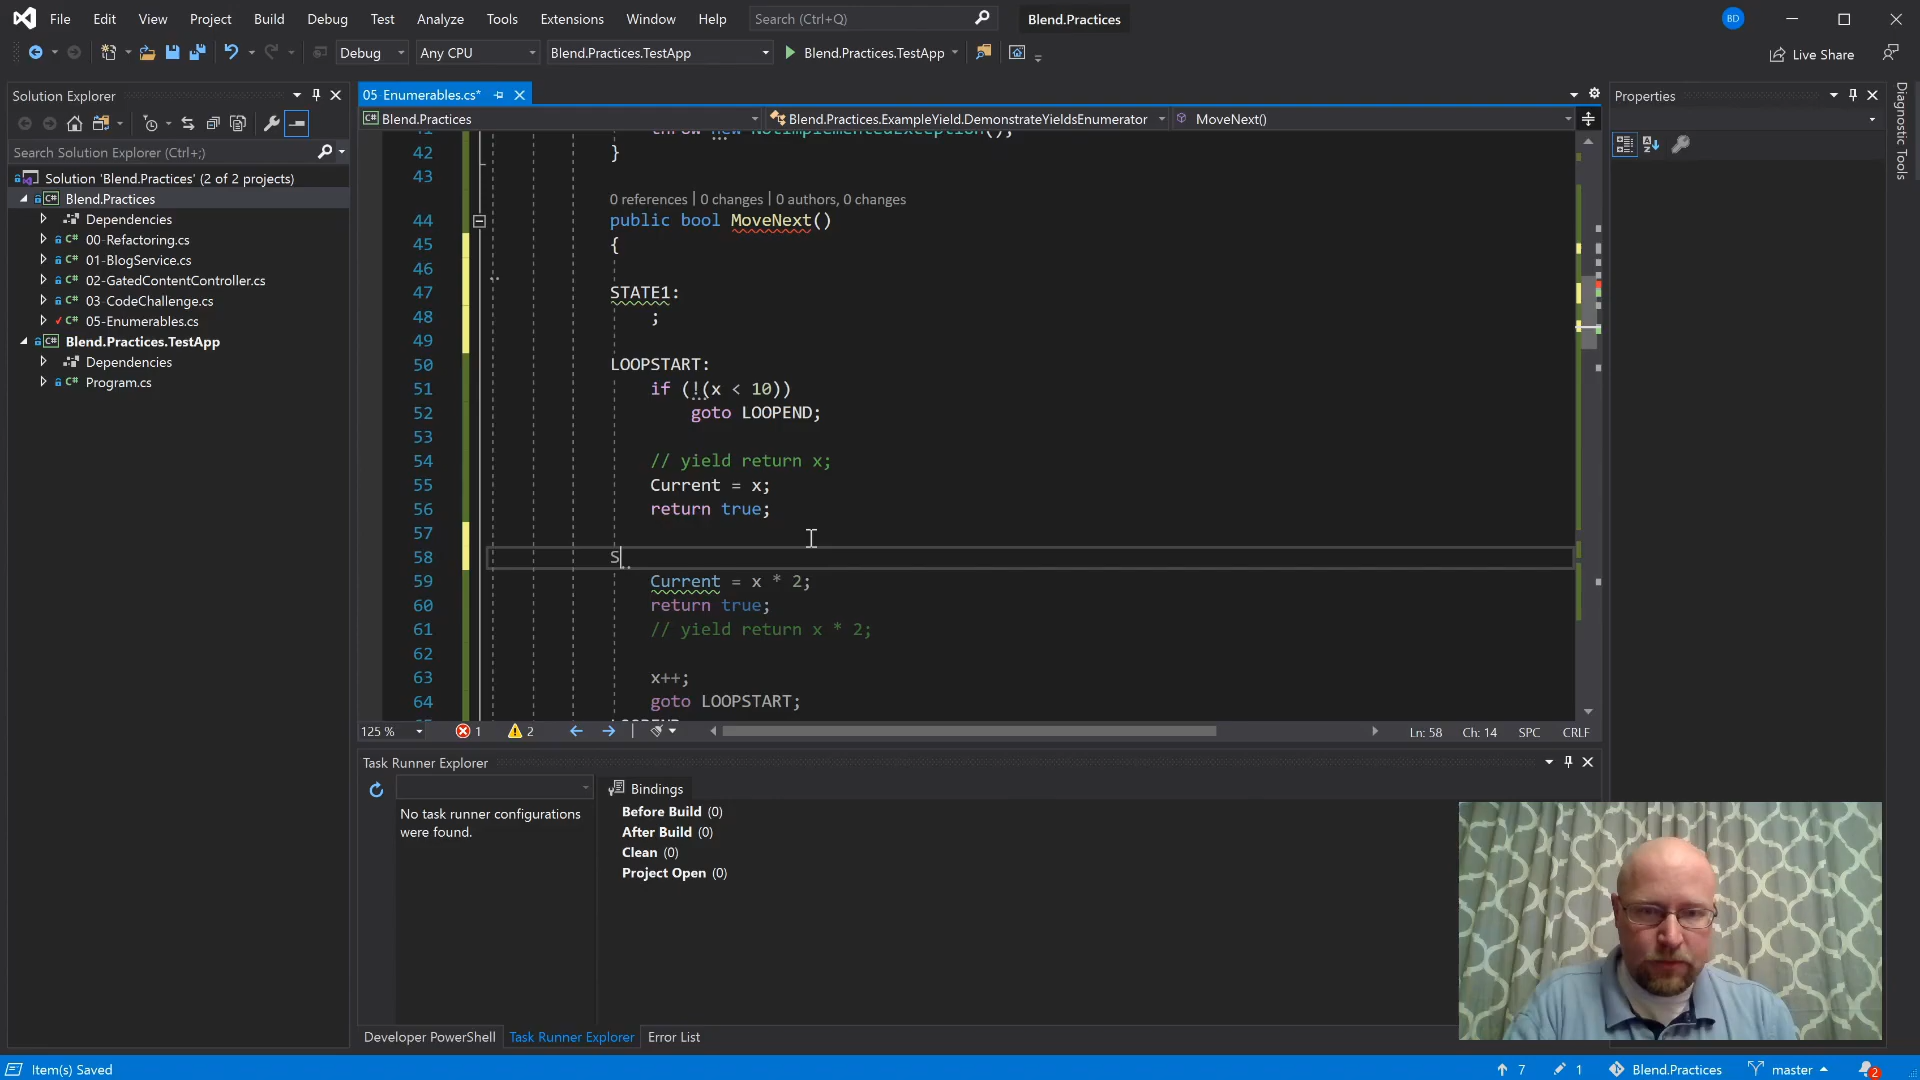 File Edit View Project Build Debug Test Analyze Tools Extensions Window Help Search (Ctrl+Q) Blend.Practices BD
Debug Any CPU Blend.Practices.TestApp Blend.Practices.TestApp Live Share
Solution Explorer
Search Solution Explorer (Ctrl+;)
Solution 'Blend.Practices' (2 of 2 projects)
Blend.Practices
Dependencies
00-Refactoring.cs
01-BlogService.cs
02-GatedContentController.cs
03-CodeChallenge.cs
05-Enumerables.cs
Blend.Practices.TestApp
Dependencies
Program.cs
05-Enumerables.cs*
Blend.Practices Blend.Practices.ExampleYield.DemonstrateYieldsEnumerator MoveNext()
throw new NotImplementedException();
42 }
43
0 references | 0 changes | 0 authors, 0 changes
44 public bool MoveNext()
45 {
46
47 STATE1:
48 ;
49
50 LOOPSTART:
51 if (!(x < 10))
52 goto LOOPEND;
53
54 // yield return x;
55 Current = x;
56 return true;
57
58 S
59 Current = x * 2;
60 return true;
61 // yield return x * 2;
62
63 x++;
64 goto LOOPSTART;
125 % 1 2 Ln: 58 Ch: 14 SPC CRLF
Task Runner Explorer
No task runner configurations
were found.
Bindings
Before Build (0)
After Build (0)
Clean (0)
Project Open (0)
Developer PowerShell Task Runner Explorer Error List
Properties
Diagnostic Tools
Item(s) Saved 7 1 Blend.Practices master 2